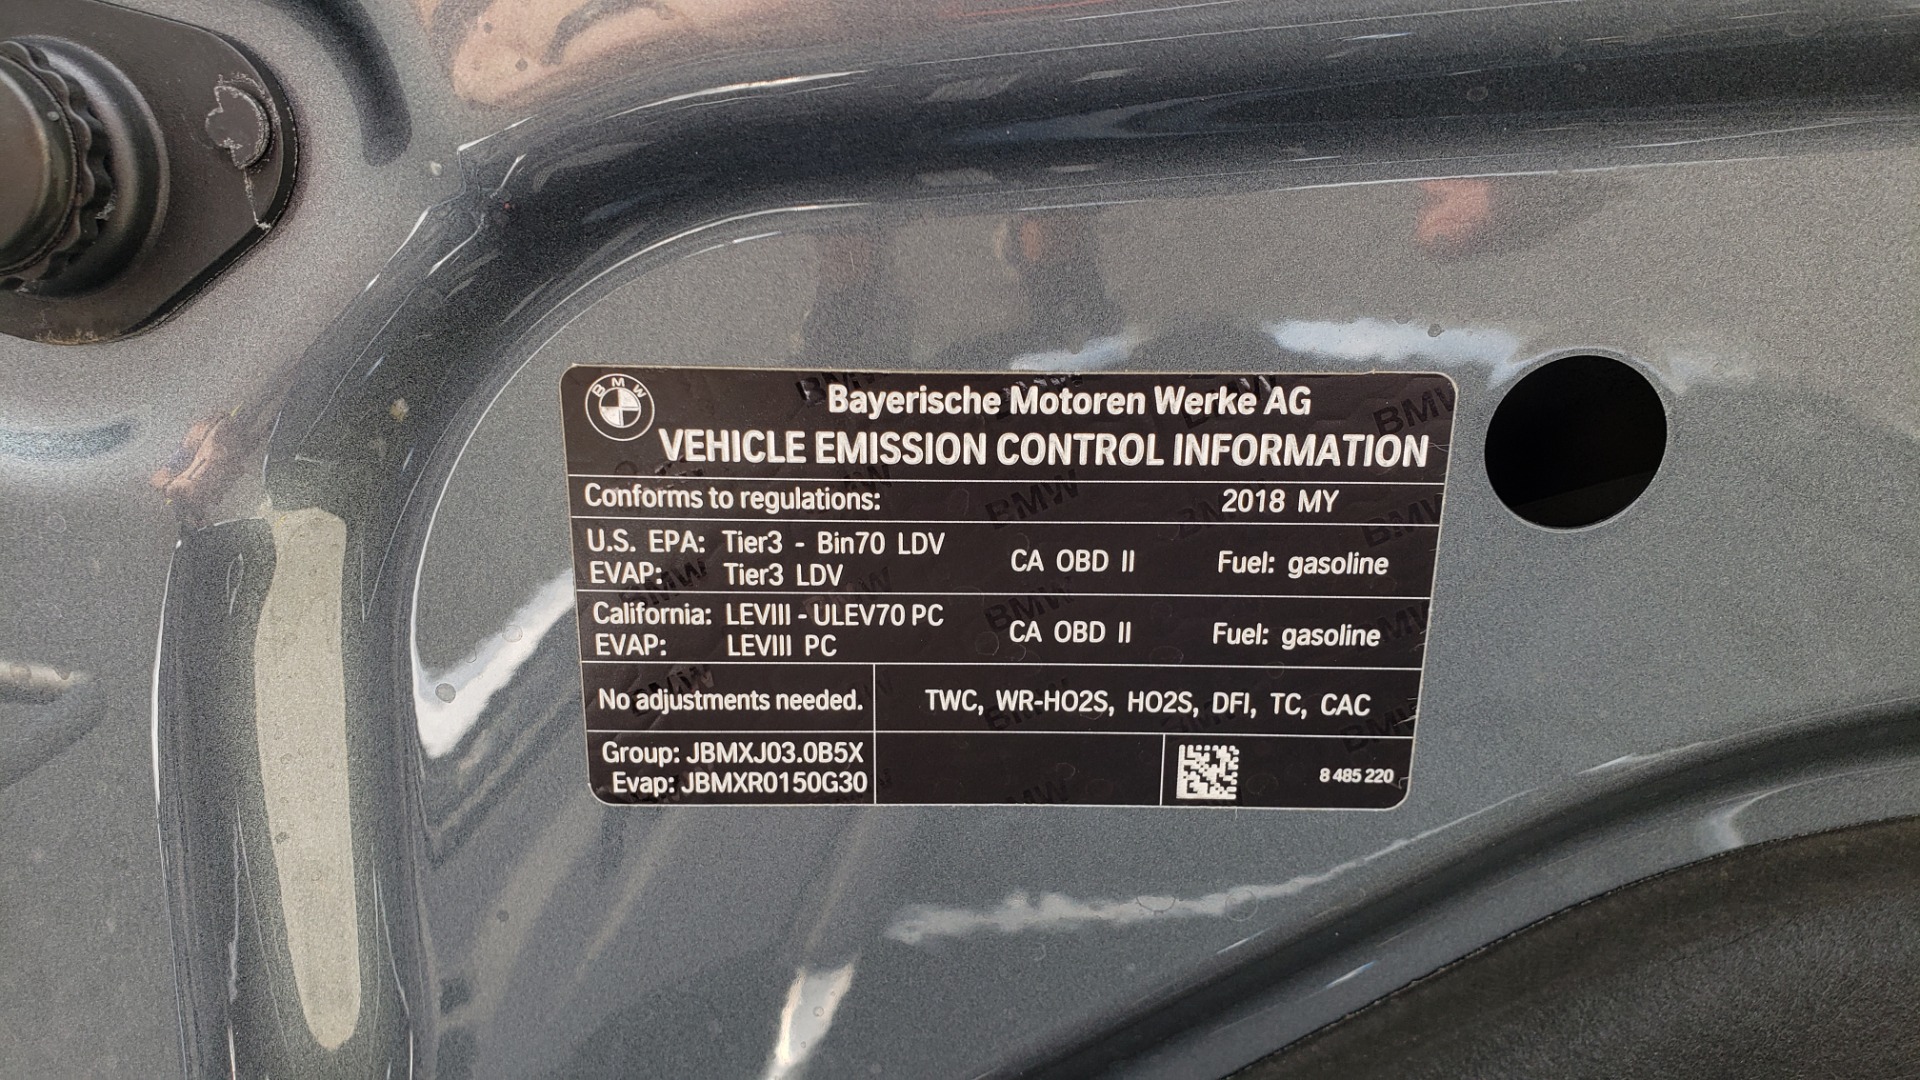 BMW
Bayerische Motoren Werke AG
VEHICLE EMISSION CONTROL INFORMATION
Conforms to regulations: 2018 MY
U.S. EPA: Tier3 - Bin70 LDV CA OBD II Fuel: gasoline
EVAP: Tier3 LDV
California: LEVIII - ULEV70 PC CA OBD II Fuel: gasoline
EVAP: LEVIII PC
No adjustments needed. TWC, WR-HO2S, HO2S, DFI, TC, CAC
Group: JBMXJ03.0B5X
Evap: JBMXR0150G30
8 485 220